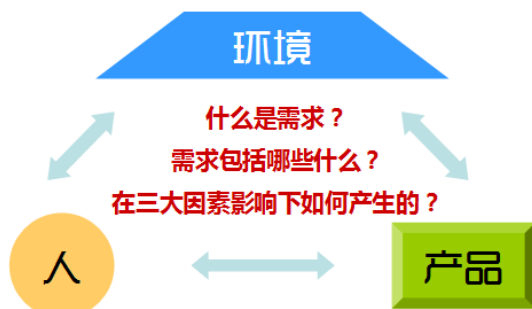 环境
什么是需求？
需求包括哪些什么？
在三大因素影响下如何产生的？
人
产品